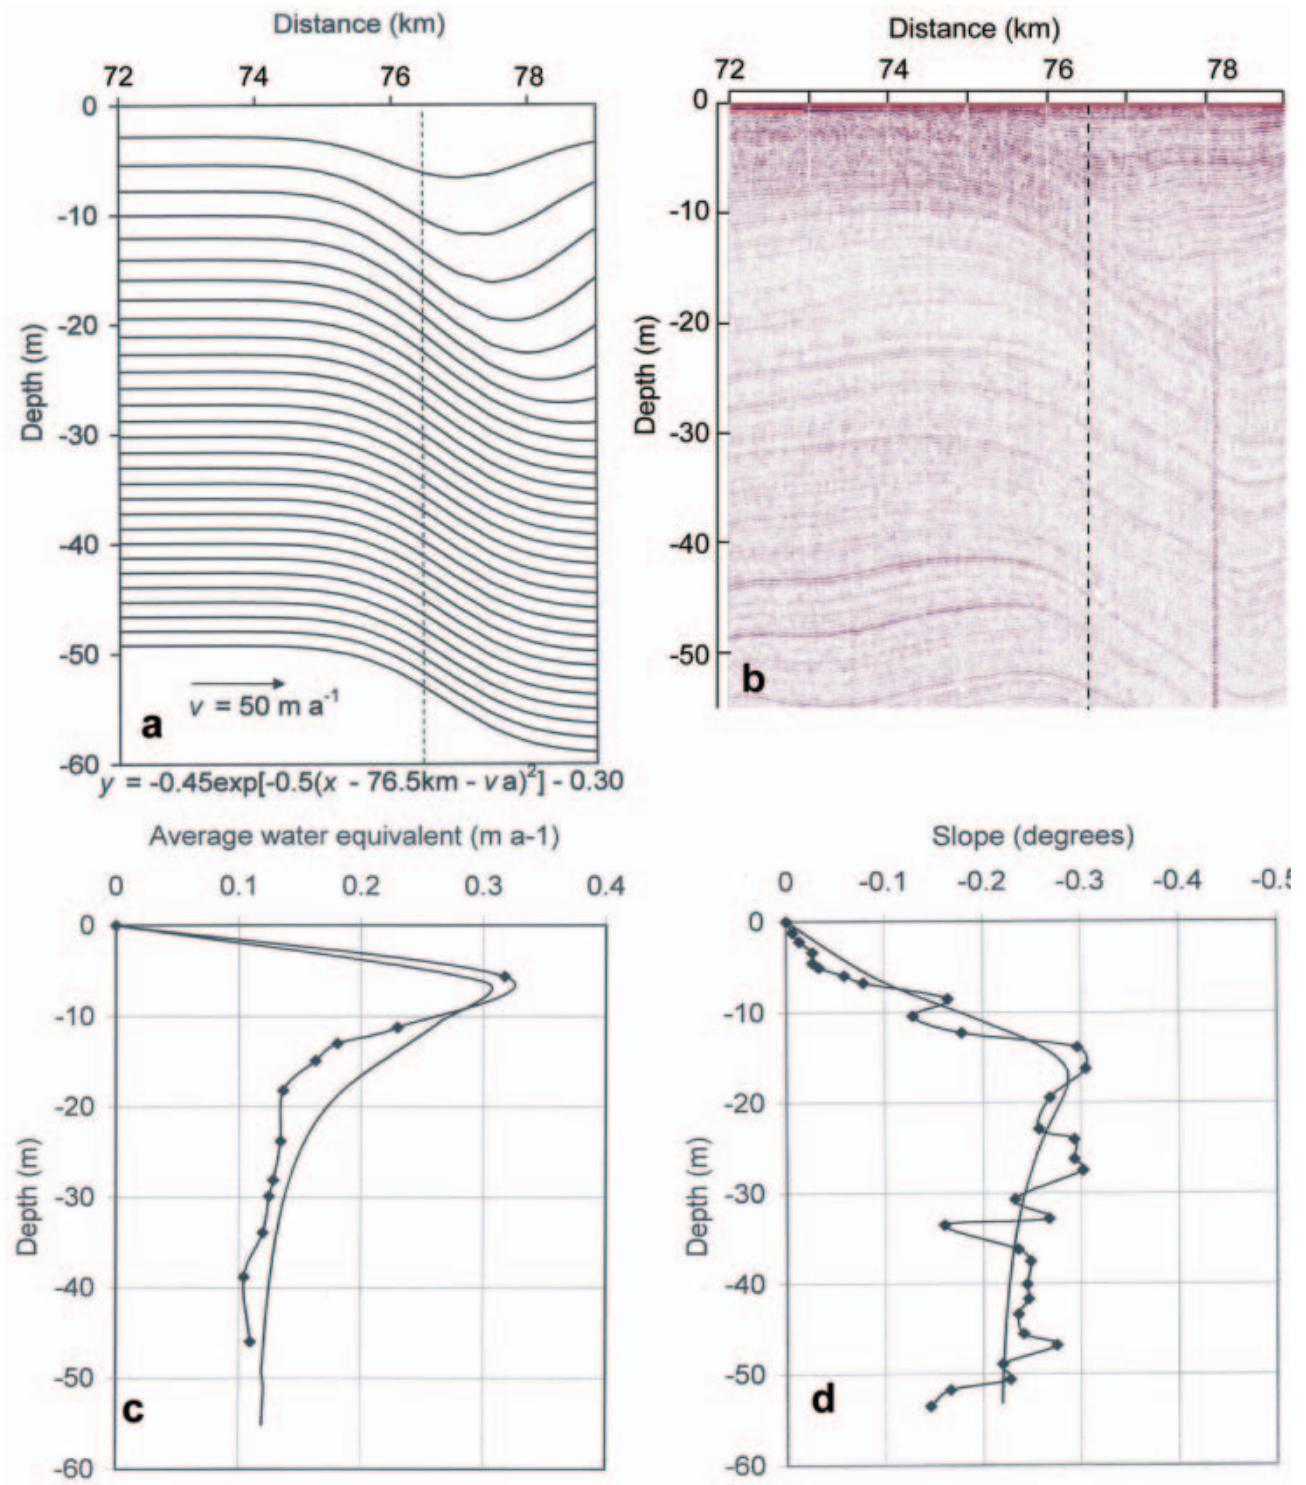 Distance (km)
72 74 76 78
0
-10
-20
-30
-40
-50
-60
Depth (m)
v = 50 m a-1
a
y = -0.45exp[-0.5(x - 76.5km - va)2] - 0.30
Distance (km)
72 74 76 78
0
-10
-20
-30
-40
-50
Depth (m)
b
Average water equivalent (m a-1)
0 0.1 0.2 0.3 0.4
0
-10
-20
-30
-40
-50
-60
Depth (m)
c
Slope (degrees)
0 -0.1 -0.2 -0.3 -0.4 -0.5
0
-10
-20
-30
-40
-50
-60
Depth (m)
d